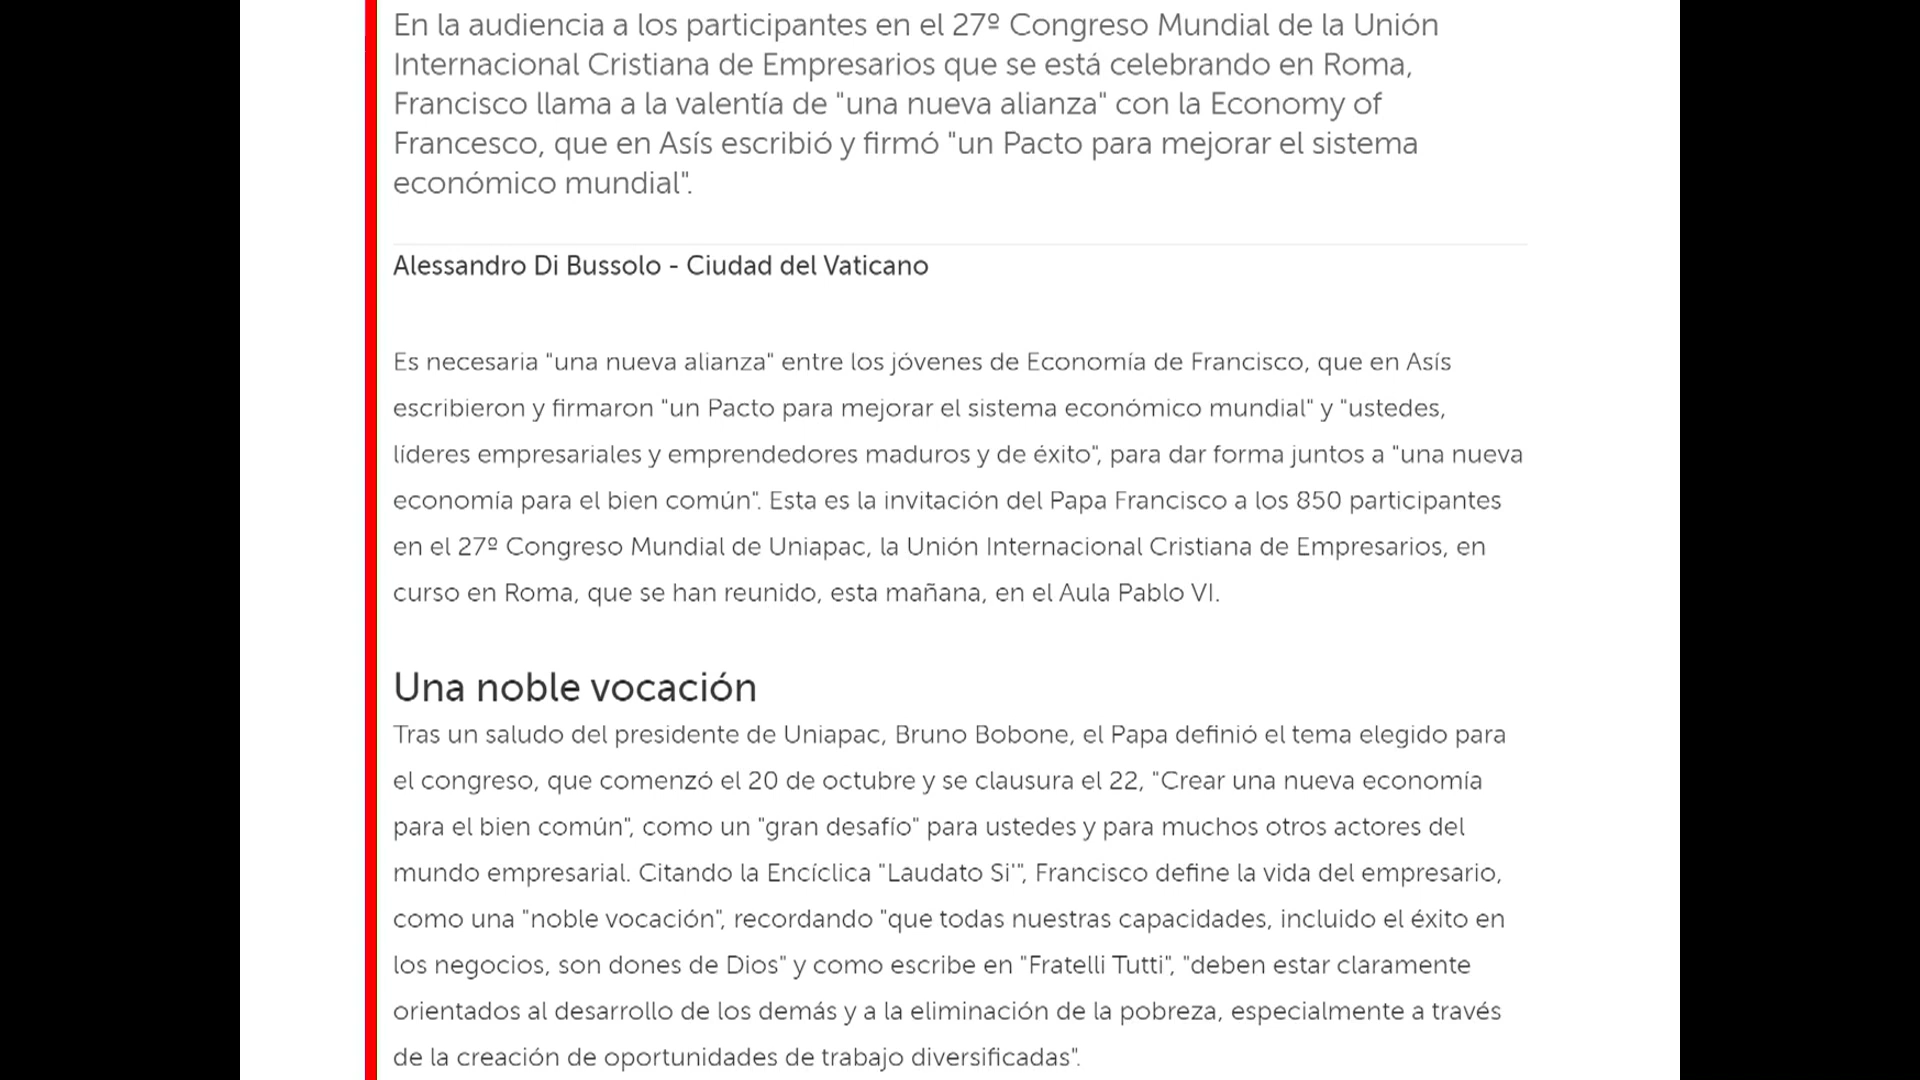 En la audiencia a los participantes en el 27º Congreso Mundial de la Unión
Internacional Cristiana de Empresarios que se está celebrando en Roma,
Francisco llama a la valentía de "una nueva alianza" con la Economy of
Francesco, que en Asís escribió y firmó "un Pacto para mejorar el sistema
económico mundial".
Alessandro Di Bussolo - Ciudad del Vaticano
Es necesaria "una nueva alianza" entre los jóvenes de Economía de Francisco, que en Asís
escribieron y firmaron "un Pacto para mejorar el sistema económico mundial" y "ustedes,
líderes empresariales y emprendedores maduros y de éxito", para dar forma juntos a "una nueva
economía para el bien común". Esta es la invitación del Papa Francisco a los 850 participantes
en el 27º Congreso Mundial de Uniapac, la Unión Internacional Cristiana de Empresarios, en
curso en Roma, que se han reunido, esta mañana, en el Aula Pablo VI.
Una noble vocación
Tras un saludo del presidente de Uniapac, Bruno Bobone, el Papa definió el tema elegido para
el congreso, que comenzó el 20 de octubre y se clausura el 22, "Crear una nueva economía
para el bien común", como un "gran desafío" para ustedes y para muchos otros actores del
mundo empresarial. Citando la Encíclica "Laudato Si'", Francisco define la vida del empresario,
como una "noble vocación", recordando "que todas nuestras capacidades, incluido el éxito en
los negocios, son dones de Dios" y como escribe en "Fratelli Tutti", "deben estar claramente
orientados al desarrollo de los demás y a la eliminación de la pobreza, especialmente a través
de la creación de oportunidades de trabajo diversificadas".